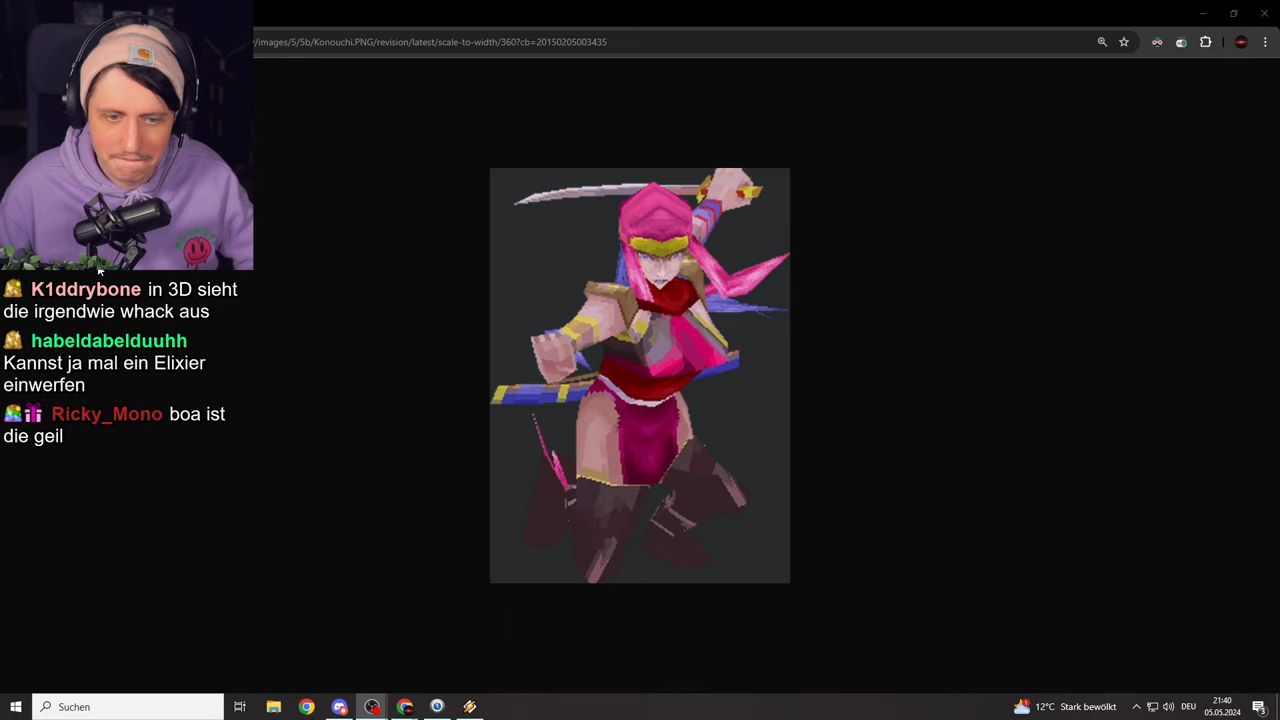 /images/5/5b/Konouchi.PNG/revision/latest/scale-to-width/360?cb=20150205003435
K1ddrybone in 3D sieht
die irgendwie whack aus
habeldabelduuhh
Kannst ja mal ein Elixier
einwerfen
Ricky_Mono boa ist
die geil
Suchen
12°C Stark bewölkt
DEU
21:40
05.05.2024